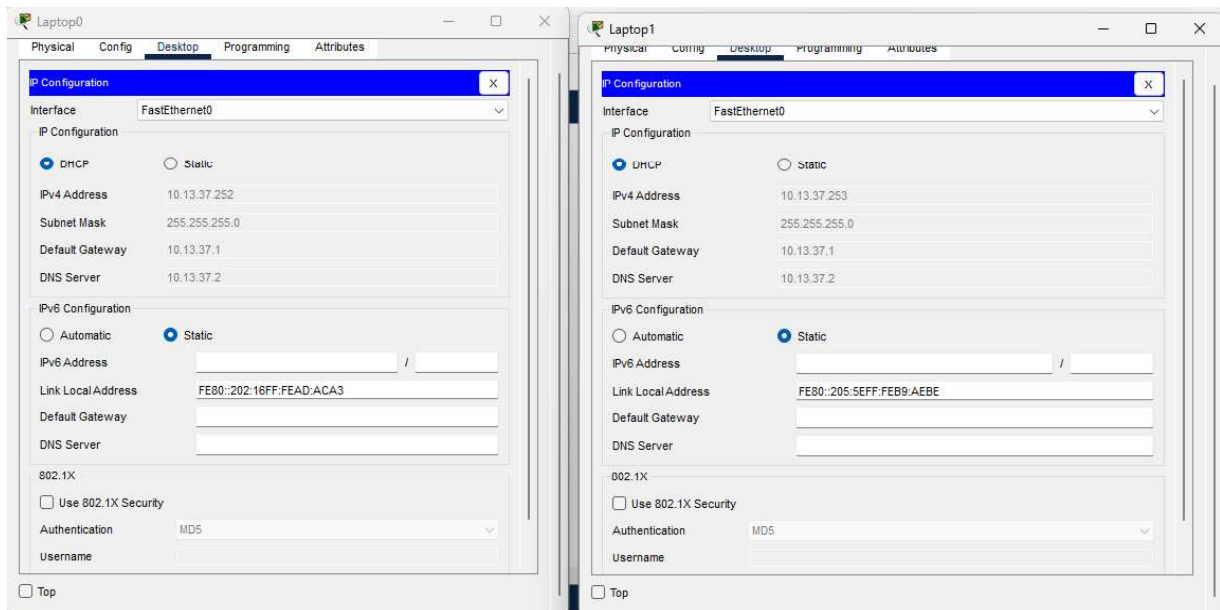 Laptop0
Physical Config Desktop Programming Attributes
IP Configuration
X
Interface FastEthernet0
IP Configuration
DHCP Static
IPv4 Address 10.13.37.252
Subnet Mask 255.255.255.0
Default Gateway 10.13.37.1
DNS Server 10.13.37.2
IPv6 Configuration
Automatic Static
IPv6 Address /
Link Local Address FE80::202:16FF:FEAD:ACA3
Default Gateway
DNS Server
802.1X
Use 802.1X Security
Authentication MD5
Username
Top
Laptop1
Physical Config Desktop Programming Attributes
IP Configuration
X
Interface FastEthernet0
IP Configuration
DHCP Static
IPv4 Address 10.13.37.253
Subnet Mask 255.255.255.0
Default Gateway 10.13.37.1
DNS Server 10.13.37.2
IPv6 Configuration
Automatic Static
IPv6 Address /
Link Local Address FE80::205:5EFF:FEB9:AEBE
Default Gateway
DNS Server
802.1X
Use 802.1X Security
Authentication MD5
Username
Top